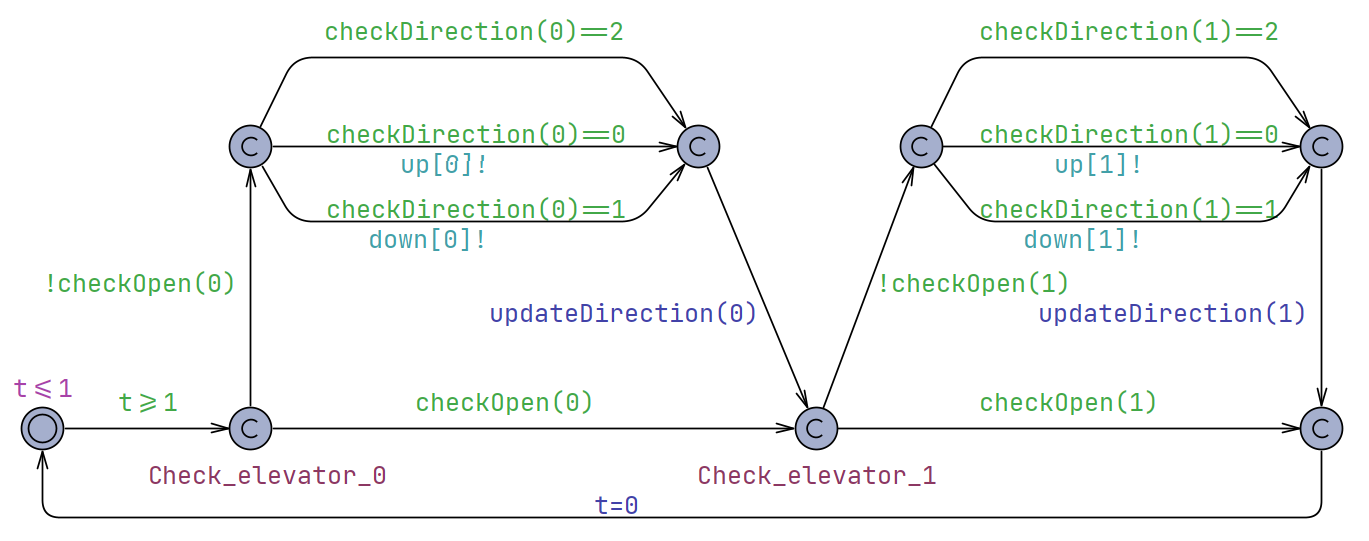 checkDirection(0)==2
checkDirection(1)==2
checkDirection(0)==0
up[0]!
checkDirection(1)==0
up[1]!
checkDirection(0)==1
down[0]!
checkDirection(1)==1
down[1]!
!checkOpen(0)
!checkOpen(1)
updateDirection(0)
updateDirection(1)
t<=1
t>=1
checkOpen(0)
checkOpen(1)
C
C
C
C
C
C
C
Check_elevator_0
Check_elevator_1
t=0